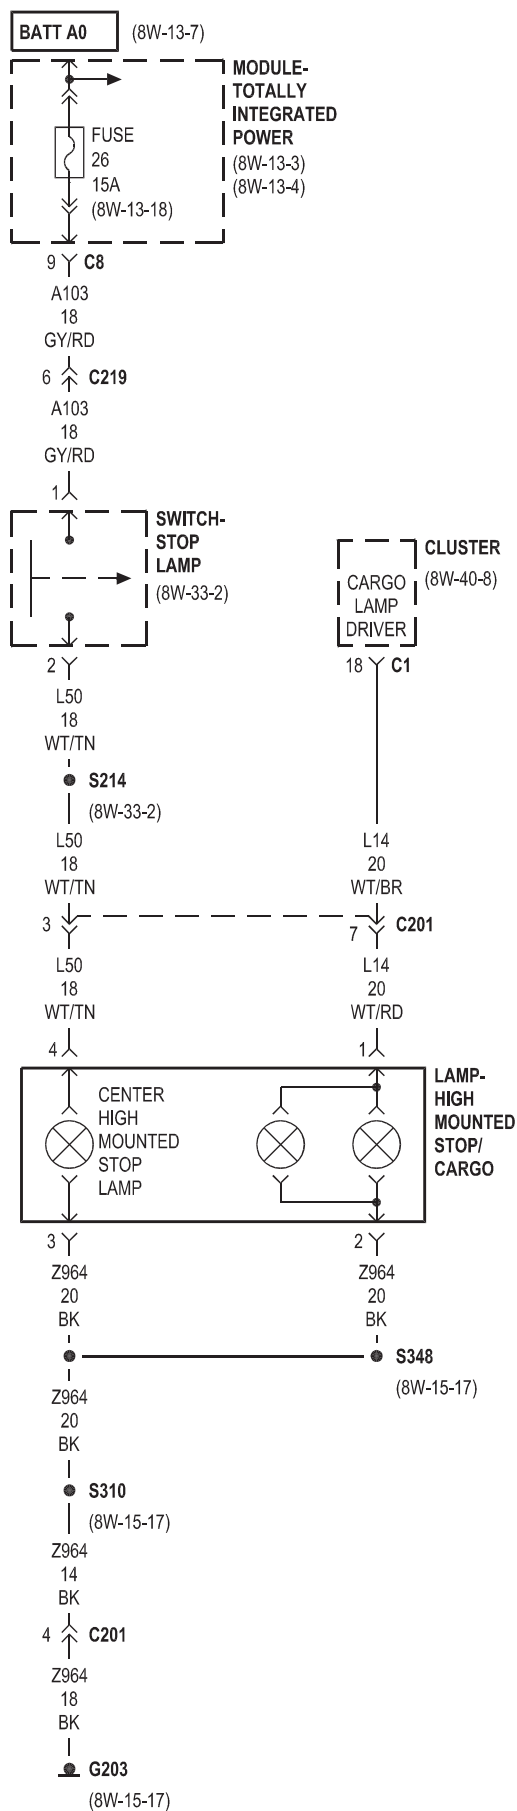 BATT A0 (8W-13-7)
MODULE-
TOTALLY
INTEGRATED
POWER
(8W-13-3)
(8W-13-4)
FUSE
26
15A
(8W-13-18)
9 C8
A103
18
GY/RD
6 C219
A103
18
GY/RD
1
SWITCH-
STOP
LAMP
(8W-33-2)
CLUSTER
(8W-40-8)
CARGO
LAMP
DRIVER
2
18 C1
L50
18
WT/TN
S214
(8W-33-2)
L50
18
WT/TN
L14
20
WT/BR
3
7 C201
L50
18
WT/TN
L14
20
WT/RD
4
1
CENTER
HIGH
MOUNTED
STOP
LAMP
LAMP-
HIGH
MOUNTED
STOP/
CARGO
3
2
Z964
20
BK
Z964
20
BK
S348
(8W-15-17)
Z964
20
BK
S310
(8W-15-17)
Z964
14
BK
4 C201
Z964
18
BK
G203
(8W-15-17)